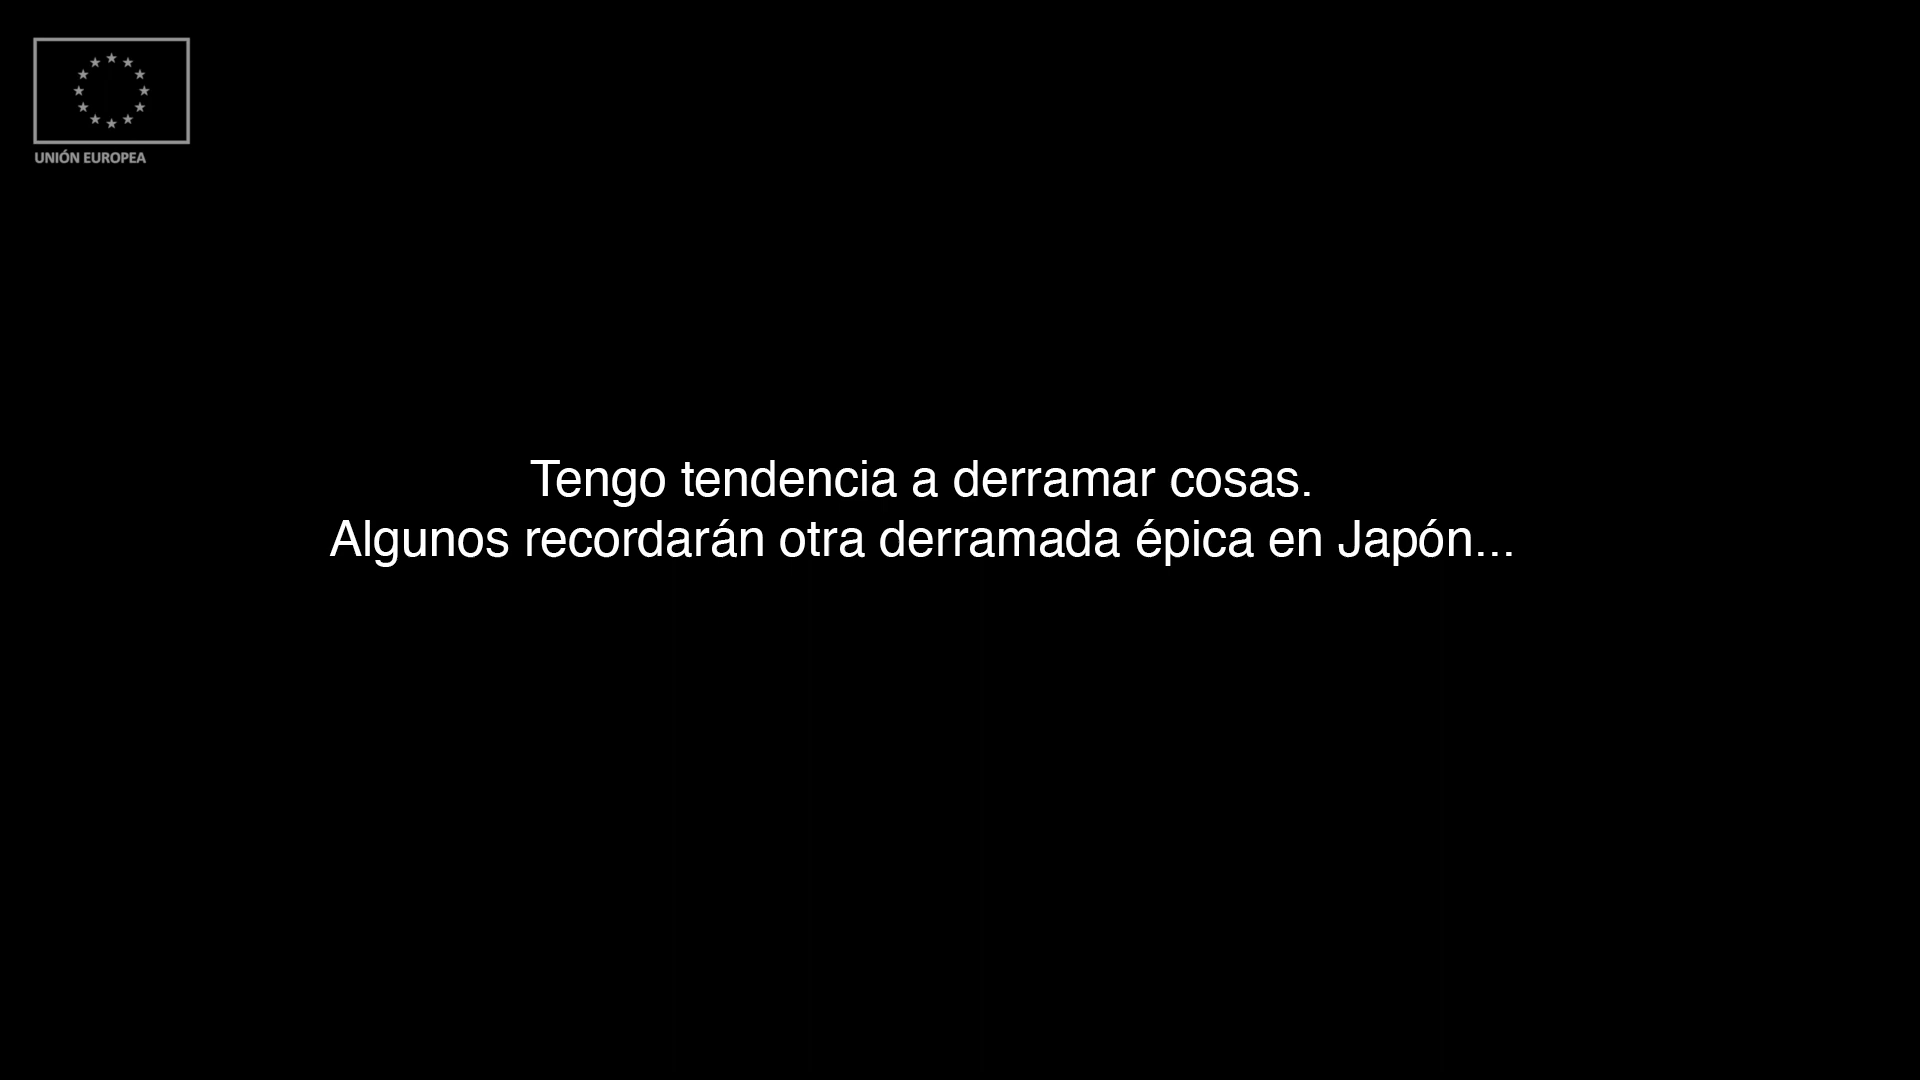 UNIÓN EUROPEA
Tengo tendencia a derramar cosas.
Algunos recordarán otra derramada épica en Japón...